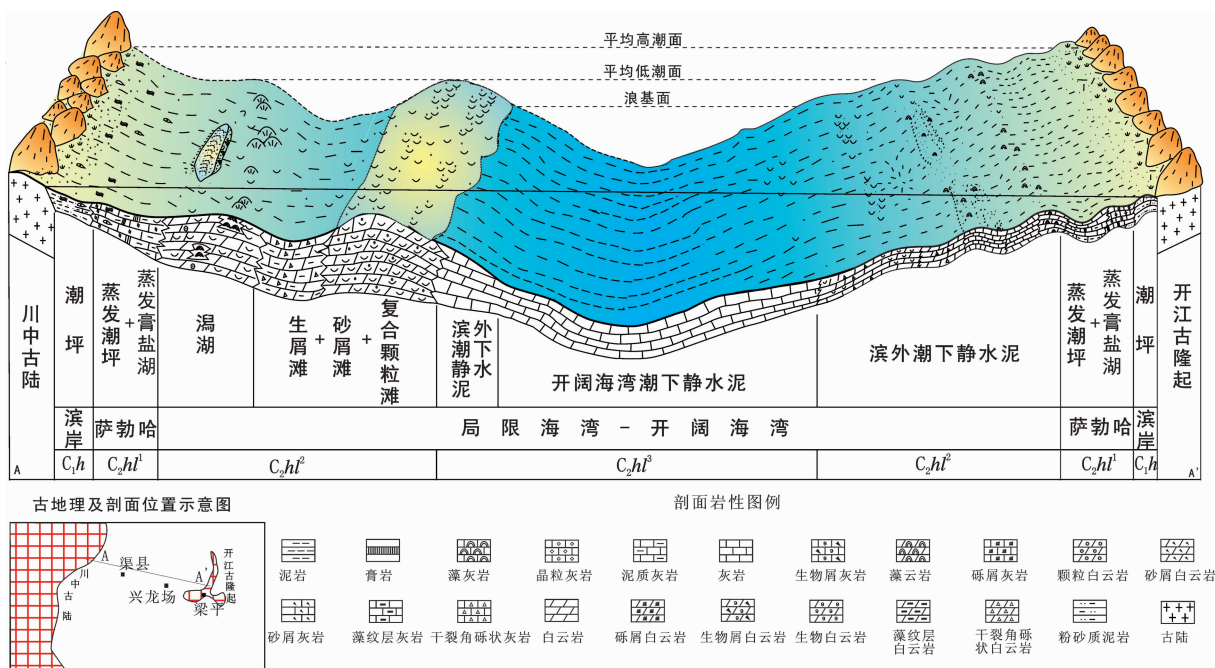 平均高潮面
平均低潮面
浪基面
川中古陆
潮坪
蒸发潮坪+蒸发膏盐湖
潟湖
生屑滩+砂屑滩+复合颗粒滩
滨外潮下静水泥
开阔海湾潮下静水泥
滨外潮下静水泥
蒸发潮坪+蒸发膏盐湖
潮坪
开江古隆起
滨岸 萨勃哈 局限海湾-开阔海湾 萨勃哈 滨岸
A C₁h C₂hl¹ C₂hl² C₂hl³ C₂hl² C₂hl¹ C₁h A'
古地理及剖面位置示意图
A
渠县
川中古陆
兴龙场
A'
梁平
开江古隆起
剖面岩性图例
泥岩 膏岩 藻灰岩 晶粒灰岩 泥质灰岩 灰岩 生物屑灰岩 藻云岩 砾屑灰岩 颗粒白云岩 砂屑白云岩
砂屑灰岩 藻纹层灰岩 干裂角砾状灰岩 白云岩 砾屑白云岩 生物屑白云岩 生物白云岩 藻纹层白云岩 干裂角砾状白云岩 粉砂质泥岩 古陆